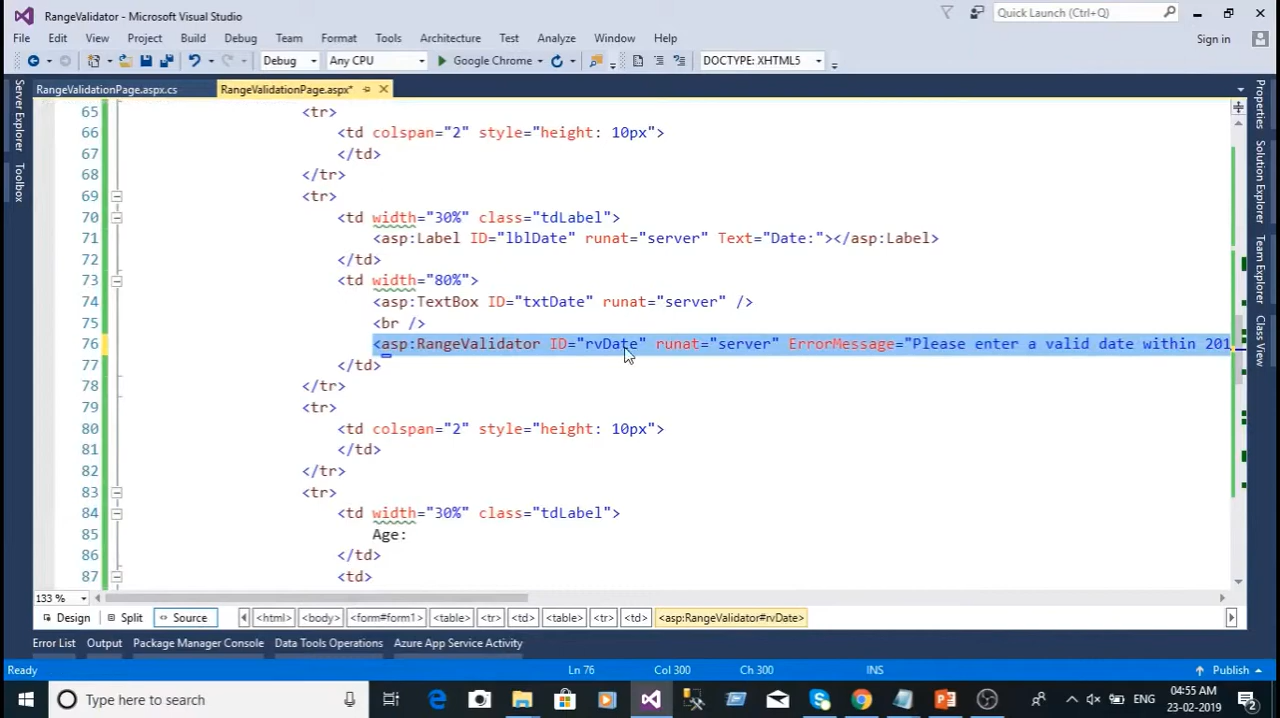 RangeValidator - Microsoft Visual Studio
Quick Launch (Ctrl+Q)
File Edit View Project Build Debug Team Format Tools Architecture Test Analyze Window Help
Sign in
Debug Any CPU Google Chrome DOCTYPE: XHTML5
RangeValidationPage.aspx.cs RangeValidationPage.aspx*
Server Explorer
Toolbox
Properties
Solution Explorer
Team Explorer
Class View
65 <tr>
66 <td colspan="2" style="height: 10px">
67 </td>
68 </tr>
69 <tr>
70 <td width="30%" class="tdLabel">
71 <asp:Label ID="lblDate" runat="server" Text="Date:"></asp:Label>
72 </td>
73 <td width="80%">
74 <asp:TextBox ID="txtDate" runat="server" />
75 <br />
76 <asp:RangeValidator ID="rvDate" runat="server" ErrorMessage="Please enter a valid date within 201
77 </td>
78 </tr>
79 <tr>
80 <td colspan="2" style="height: 10px">
81 </td>
82 </tr>
83 <tr>
84 <td width="30%" class="tdLabel">
85 Age:
86 </td>
87 <td>
133 %
Design Split Source <html> <body> <form#form1> <table> <tr> <td> <table> <tr> <td> <asp:RangeValidator#rvDate>
Error List Output Package Manager Console Data Tools Operations Azure App Service Activity
Ready Ln 76 Col 300 Ch 300 INS Publish
Type here to search
ENG
04:55 AM
23-02-2019
2